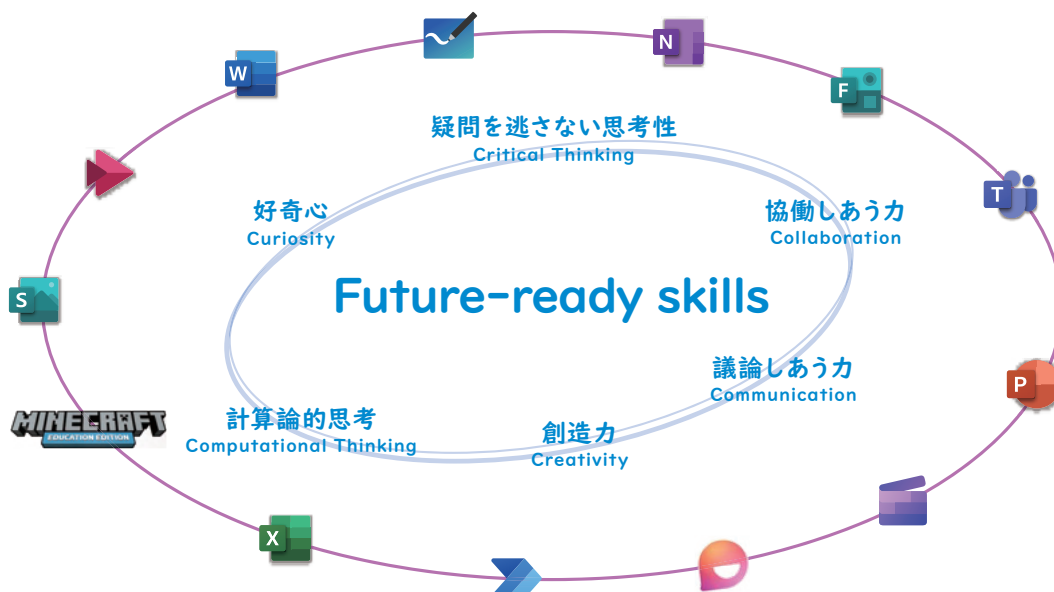 W
N
F
疑問を逃さない思考性
Critical Thinking
T
好奇心
Curiosity
協働しあう力
Collaboration
S
Future-ready skills
P
議論しあう力
Communication
MINECRAFT
EDUCATION EDITION
計算論的思考
Computational Thinking
創造力
Creativity
X